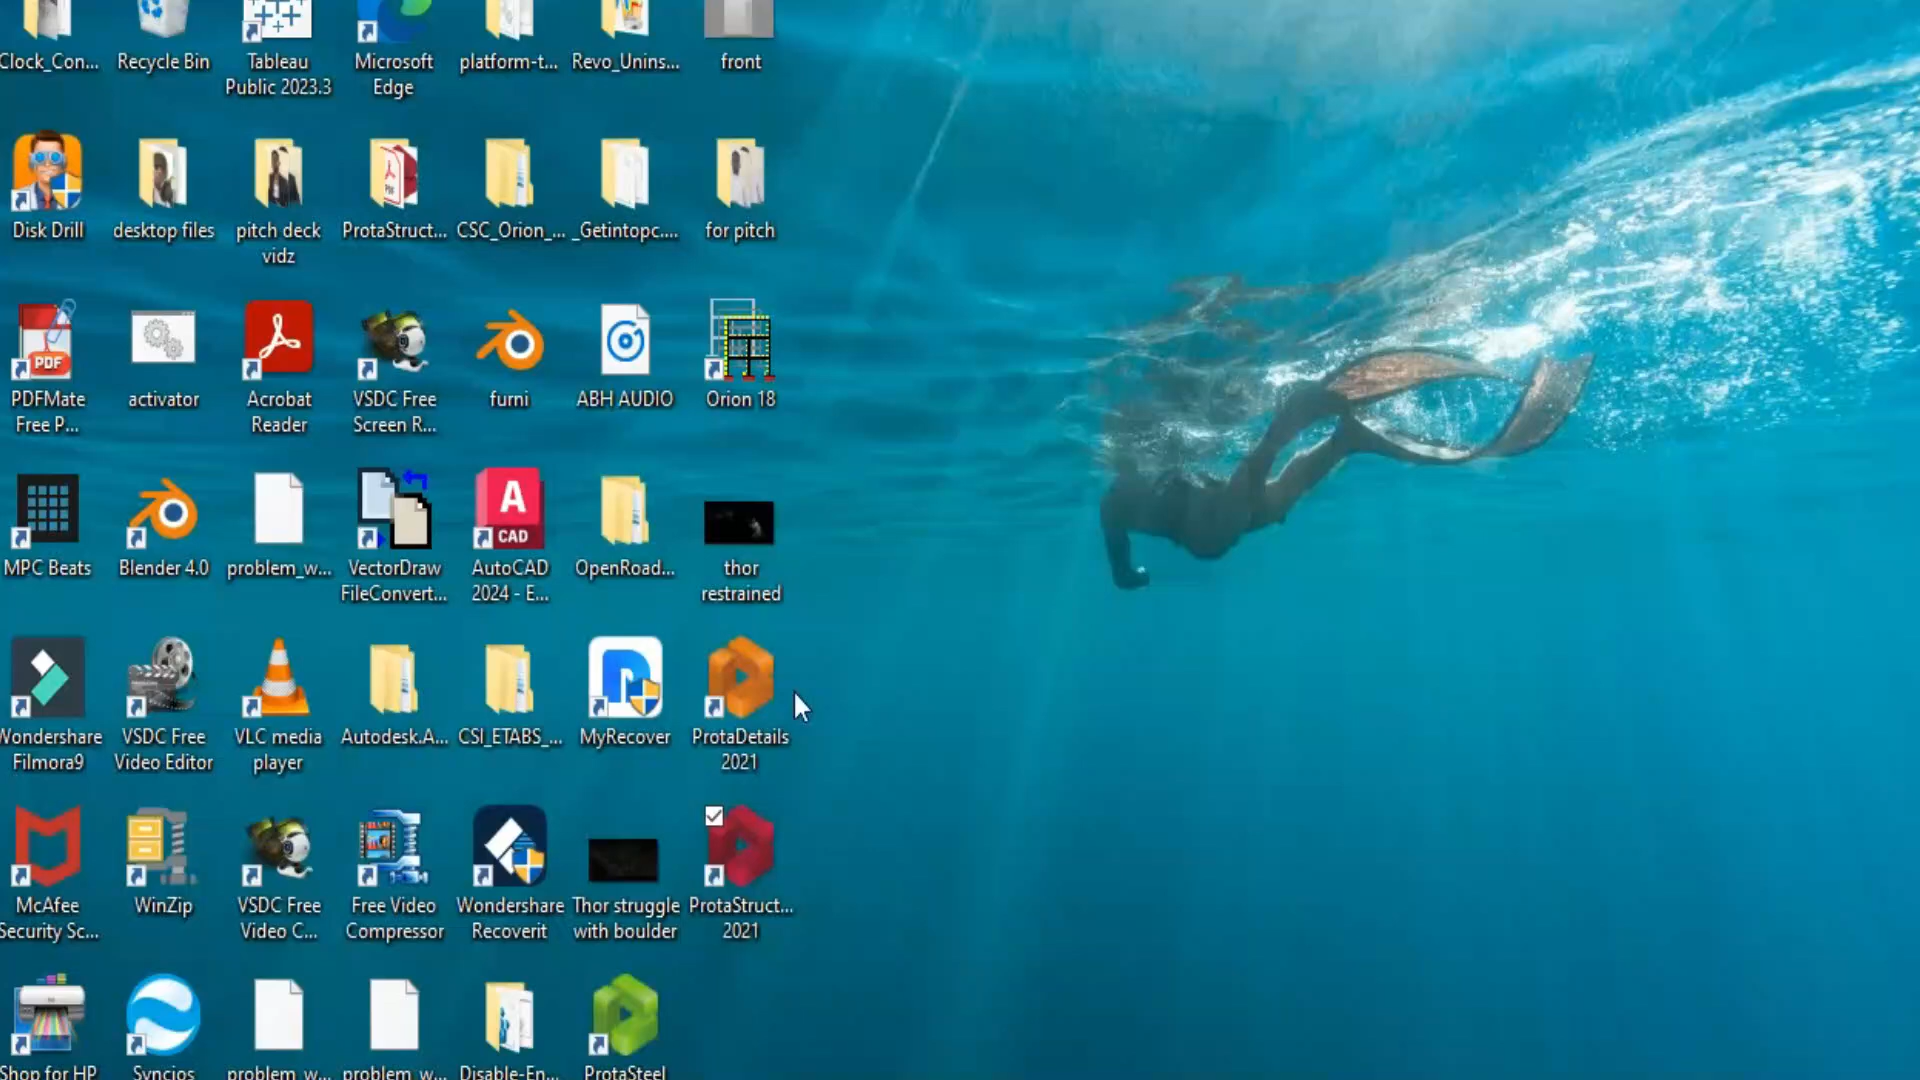 Clock_Con...
Recycle Bin
Tableau
Public 2023.3
Microsoft
Edge
platform-t...
Revo_Unins...
front
Disk Drill
desktop files
pitch deck
vidz
PDF
ProtaStruct...
CSC_Orion_...
_Getintopc....
for pitch
PDF
PDFMate
Free P...
activator
Acrobat
Reader
VSDC Free
Screen R...
furni
ABH AUDIO
Orion 18
MPC Beats
Blender 4.0
problem_w...
VectorDraw
FileConvert...
A
CAD
AutoCAD
2024 - E...
OpenRoad...
thor
restrained
Wondershare
Filmora9
VSDC Free
Video Editor
VLC media
player
Autodesk.A...
CSI_ETABS_...
MyRecover
ProtaDetails
2021
McAfee
Security Sc...
WinZip
VSDC Free
Video C...
Free Video
Compressor
Wondershare
Recoverit
Thor struggle
with boulder
ProtaStruct...
2021
Shop for HP
Syncios
problem_w...
problem_w...
Disable-En...
ProtaSteel